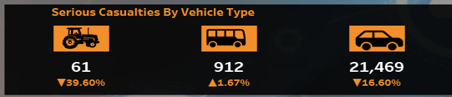 Serious Casualties By Vehicle Type
61 912 21,469
▼39.60% ▲1.67% ▼16.60%